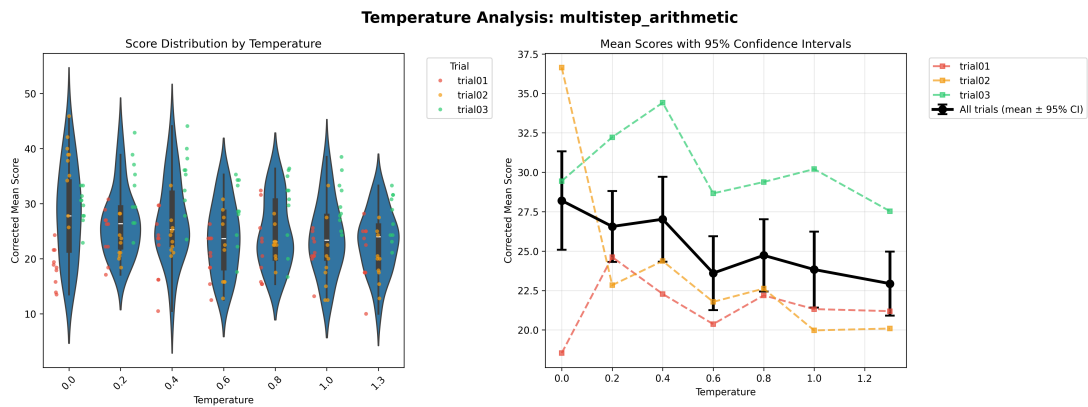 Temperature Analysis: multistep_arithmetic
Score Distribution by Temperature
Corrected Mean Score
50
40
30
20
10
0.0
0.2
0.4
0.6
0.8
1.0
1.3
Temperature
Trial
trial01
trial02
trial03
Mean Scores with 95% Confidence Intervals
Corrected Mean Score
37.5
35.0
32.5
30.0
27.5
25.0
22.5
20.0
0.0
0.2
0.4
0.6
0.8
1.0
1.2
Temperature
trial01
trial02
trial03
All trials (mean ± 95% CI)